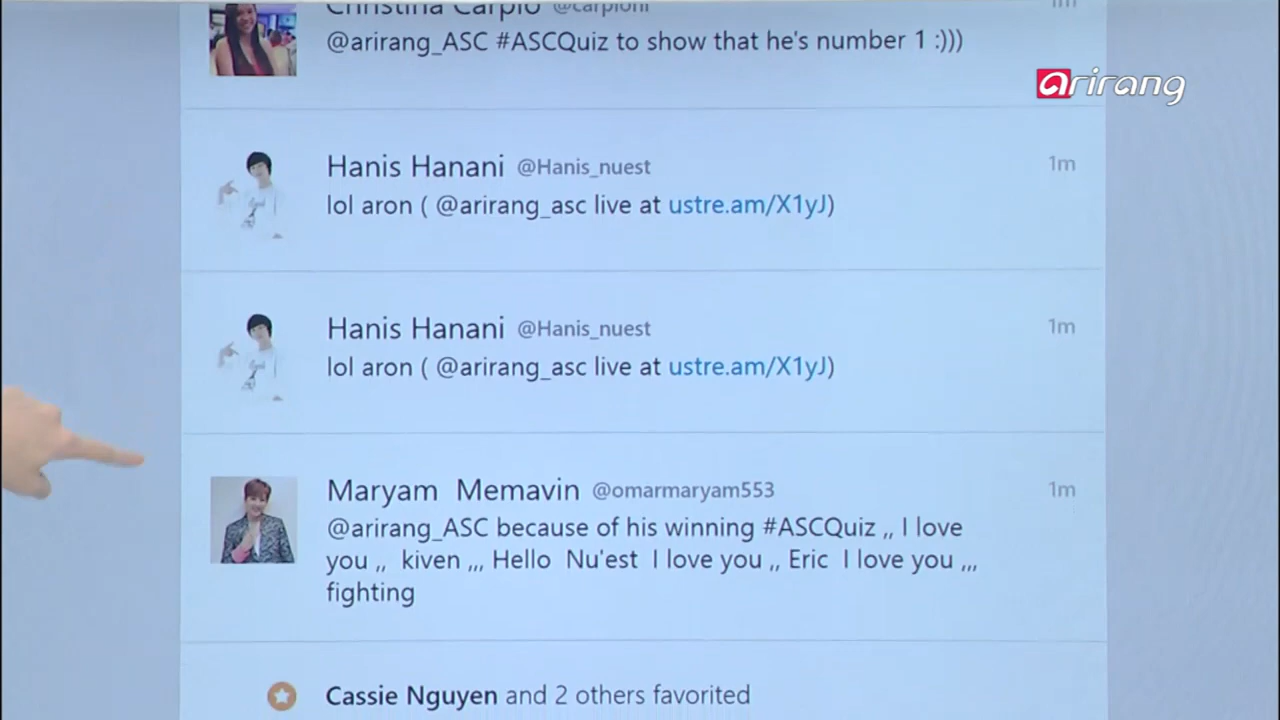 Christina Carpio @carpioni 1m
@arirang_ASC #ASCQuiz to show that he's number 1 :)))
arirang
Hanis Hanani @Hanis_nuest 1m
lol aron ( @arirang_asc live at ustre.am/X1yJ)
Hanis Hanani @Hanis_nuest 1m
lol aron ( @arirang_asc live at ustre.am/X1yJ)
Maryam Memavin @omarmaryam553 1m
@arirang_ASC because of his winning #ASCQuiz ,, I love
you ,, kiven ,,, Hello Nu'est I love you ,, Eric I love you ,,,
fighting
Cassie Nguyen and 2 others favorited